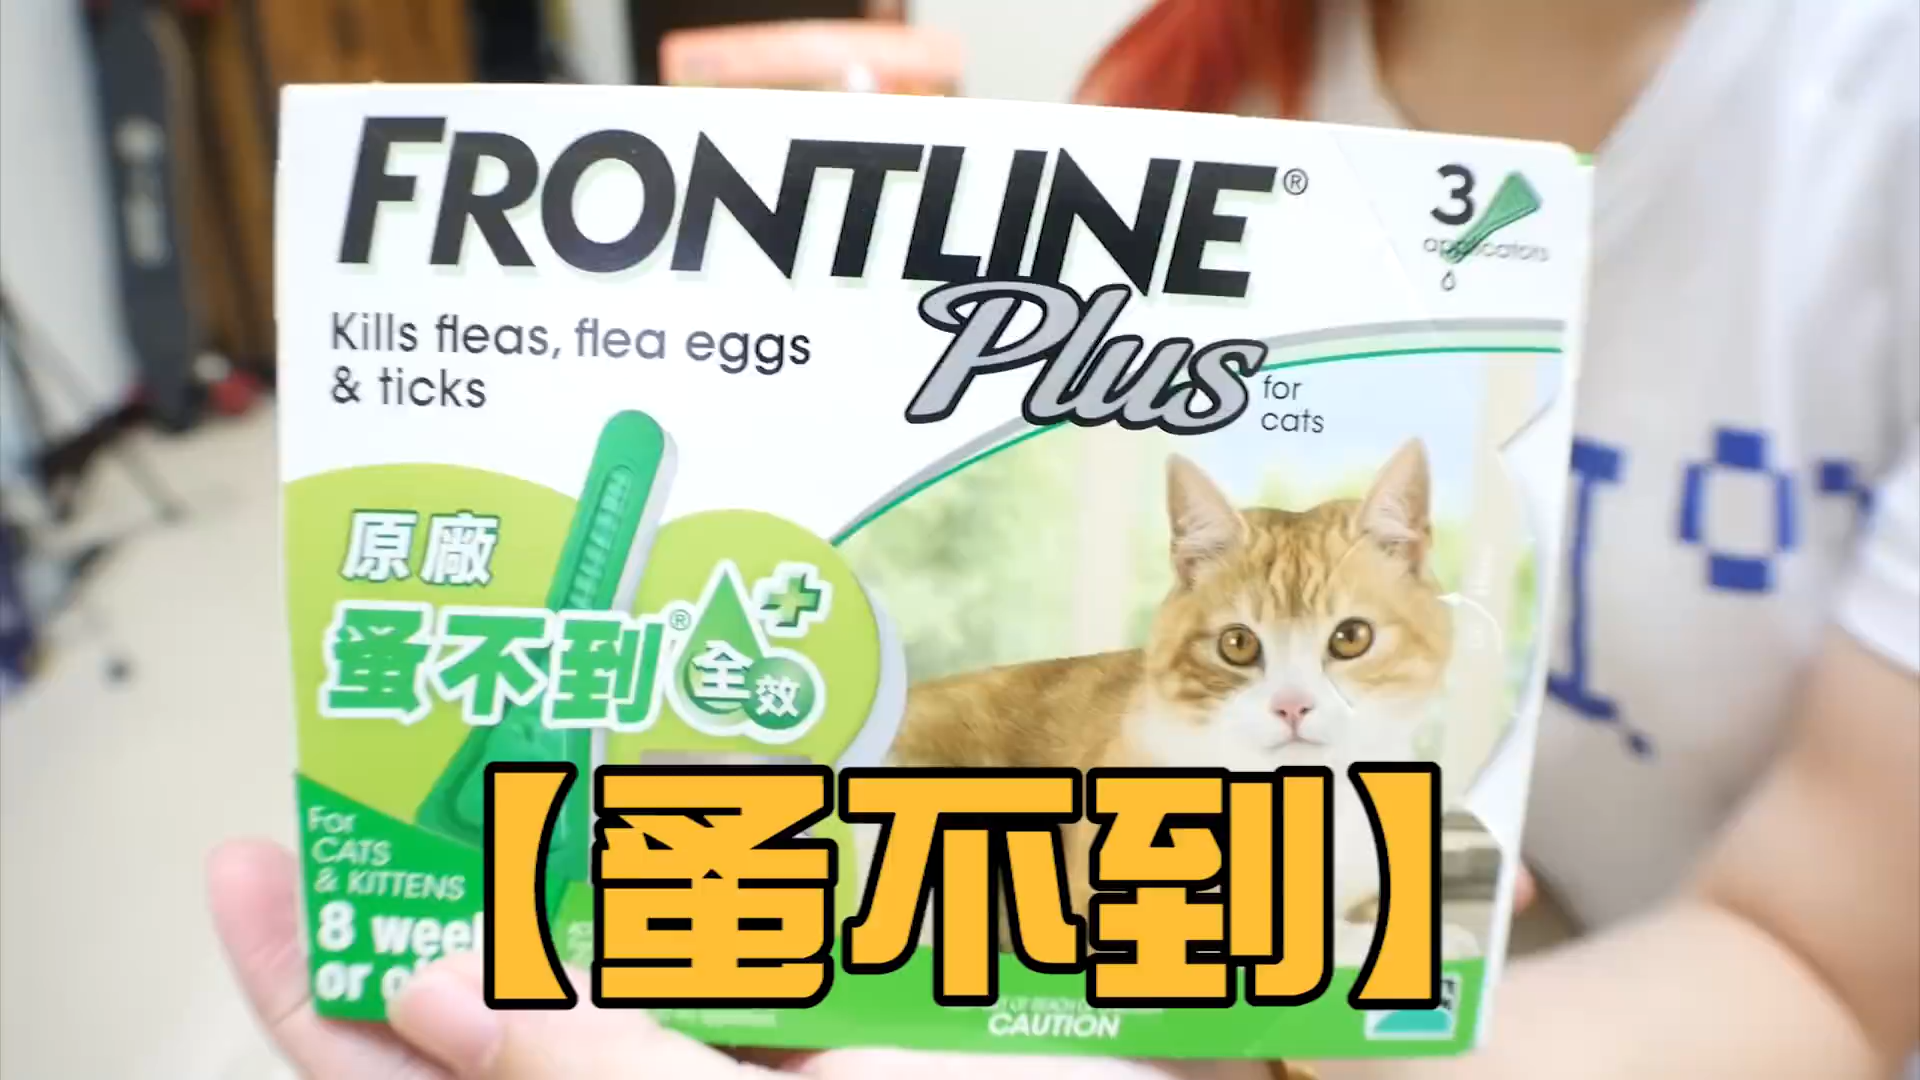 FRONTLINE®
Plus
for
cats
3
applicators
Kills fleas, flea eggs
& ticks
原廠
蚤不到®
全效
For
CATS
& KITTENS
8
or
CAUTION
【蚤不到】